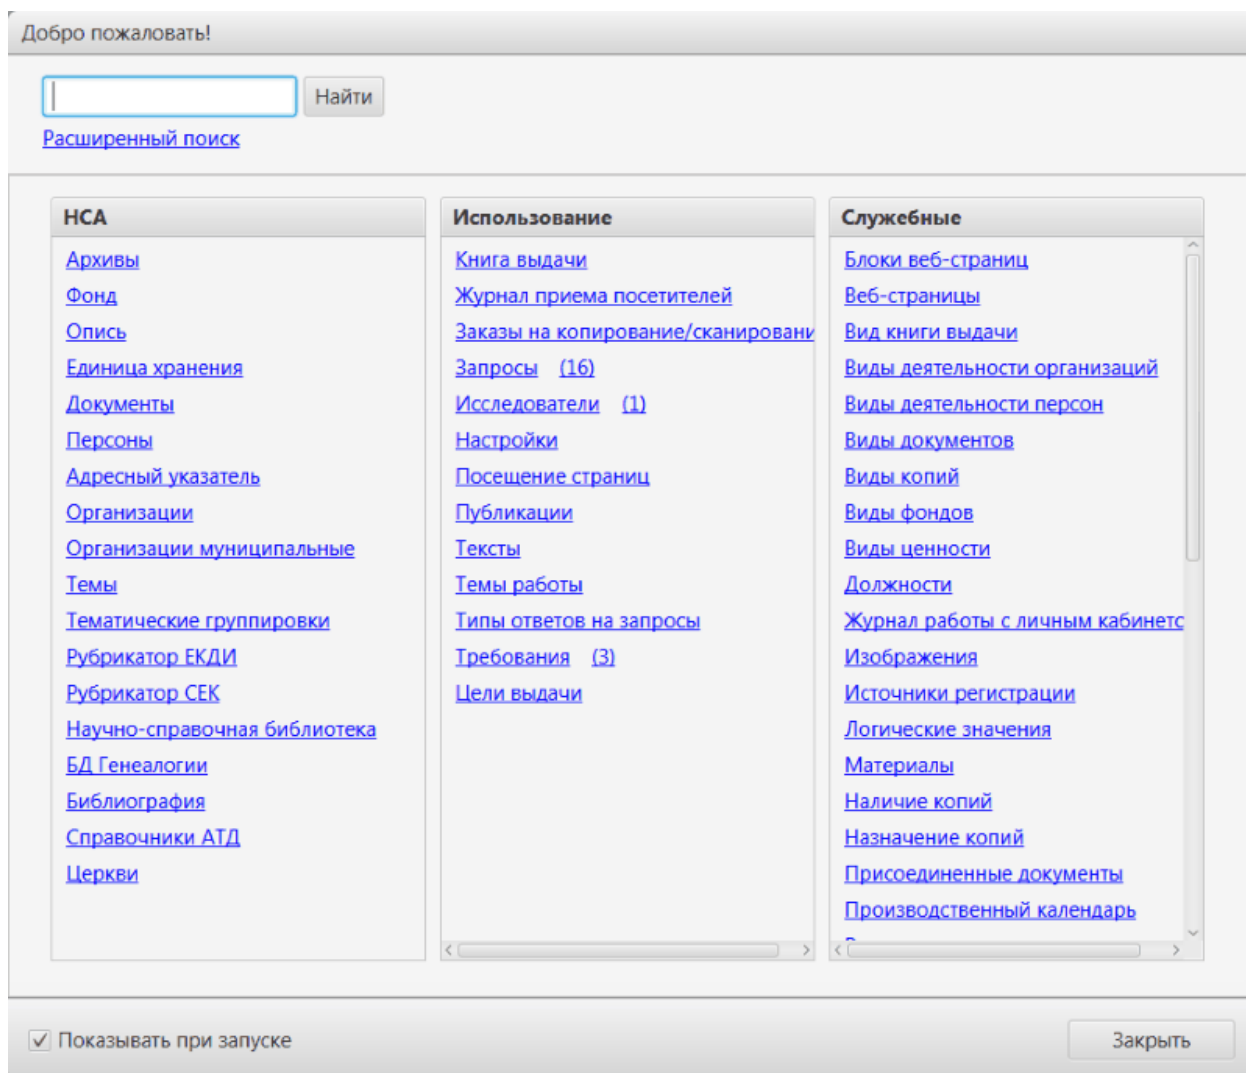 Добро пожаловать!
Найти
Расширенный поиск
НСА
Архивы
Фонд
Опись
Единица хранения
Документы
Персоны
Адресный указатель
Организации
Организации муниципальные
Темы
Тематические группировки
Рубрикатор ЕКДИ
Рубрикатор СЕК
Научно-справочная библиотека
БД Генеалогии
Библиография
Справочники АТД
Церкви
Использование
Книга выдачи
Журнал приема посетителей
Заказы на копирование/сканировани
Запросы (16)
Исследователи (1)
Настройки
Посещение страниц
Публикации
Тексты
Темы работы
Типы ответов на запросы
Требования (3)
Цели выдачи
Служебные
Блоки веб-страниц
Веб-страницы
Вид книги выдачи
Виды деятельности организаций
Виды деятельности персон
Виды документов
Виды копий
Виды фондов
Виды ценности
Должности
Журнал работы с личным кабинетс
Изображения
Источники регистрации
Логические значения
Материалы
Наличие копий
Назначение копий
Присоединенные документы
Производственный календарь
Показывать при запуске
Закрыть